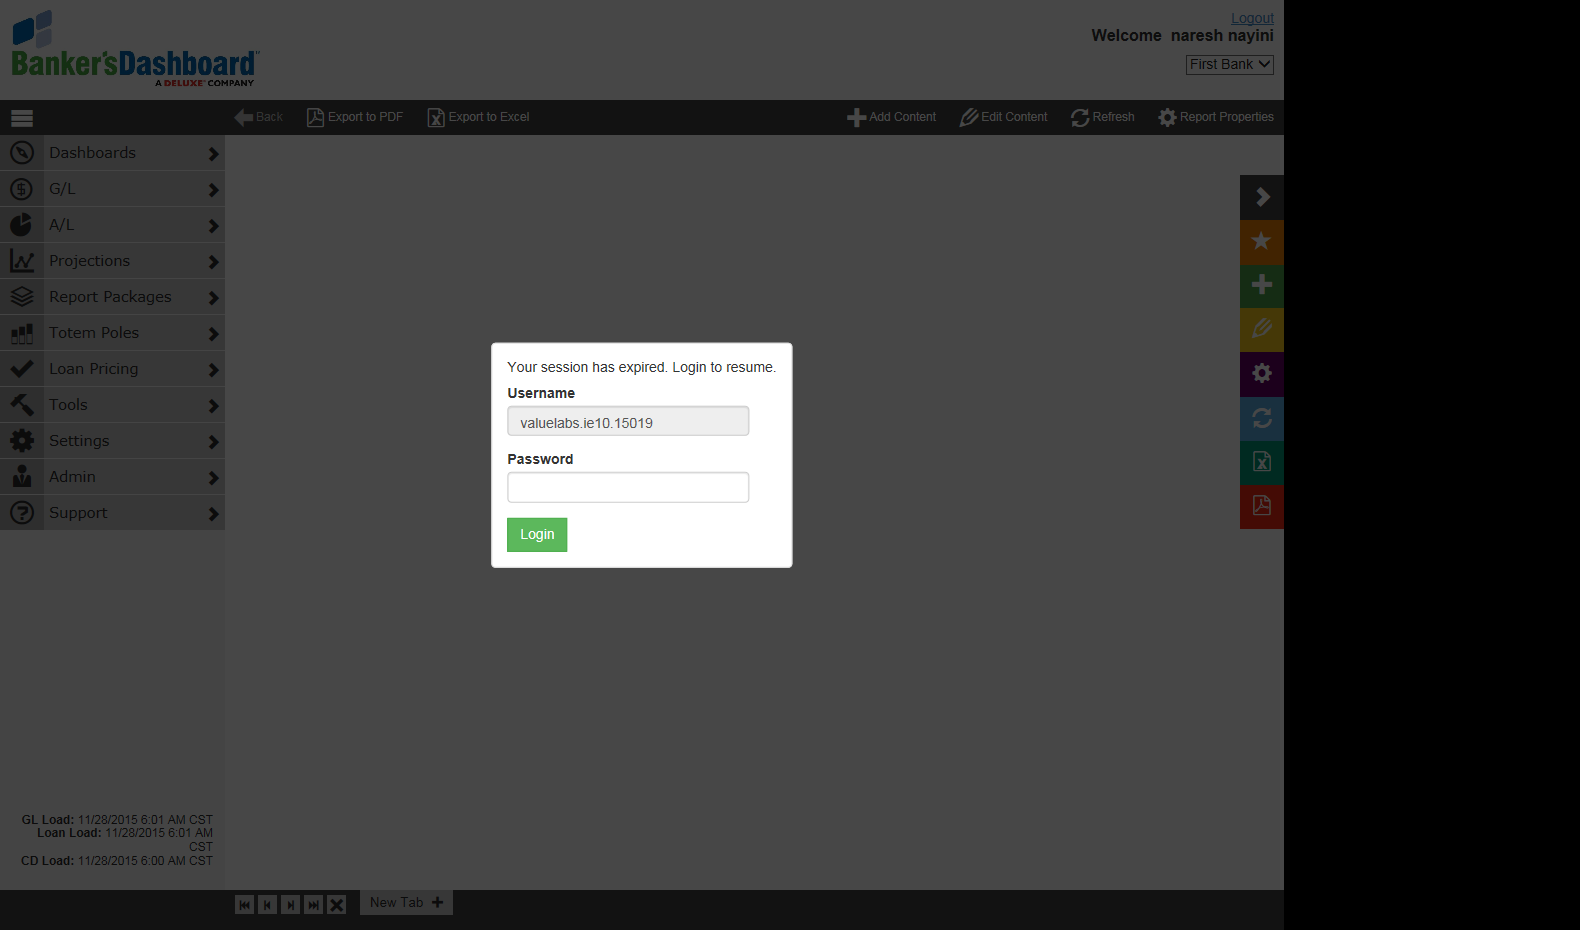 Banker'sDashboard™
A DELUXE COMPANY
Logout
Welcome naresh nayini
First Bank
Back
Export to PDF
Export to Excel
Add Content
Edit Content
Refresh
Report Properties
Dashboards
G/L
A/L
Projections
Report Packages
Totem Poles
Loan Pricing
Tools
Settings
Admin
Support
Your session has expired. Login to resume.
Username
valuelabs.ie10.15019
Password
Login
GL Load: 11/28/2015 6:01 AM CST
Loan Load: 11/28/2015 6:01 AM
CST
CD Load: 11/28/2015 6:00 AM CST
New Tab